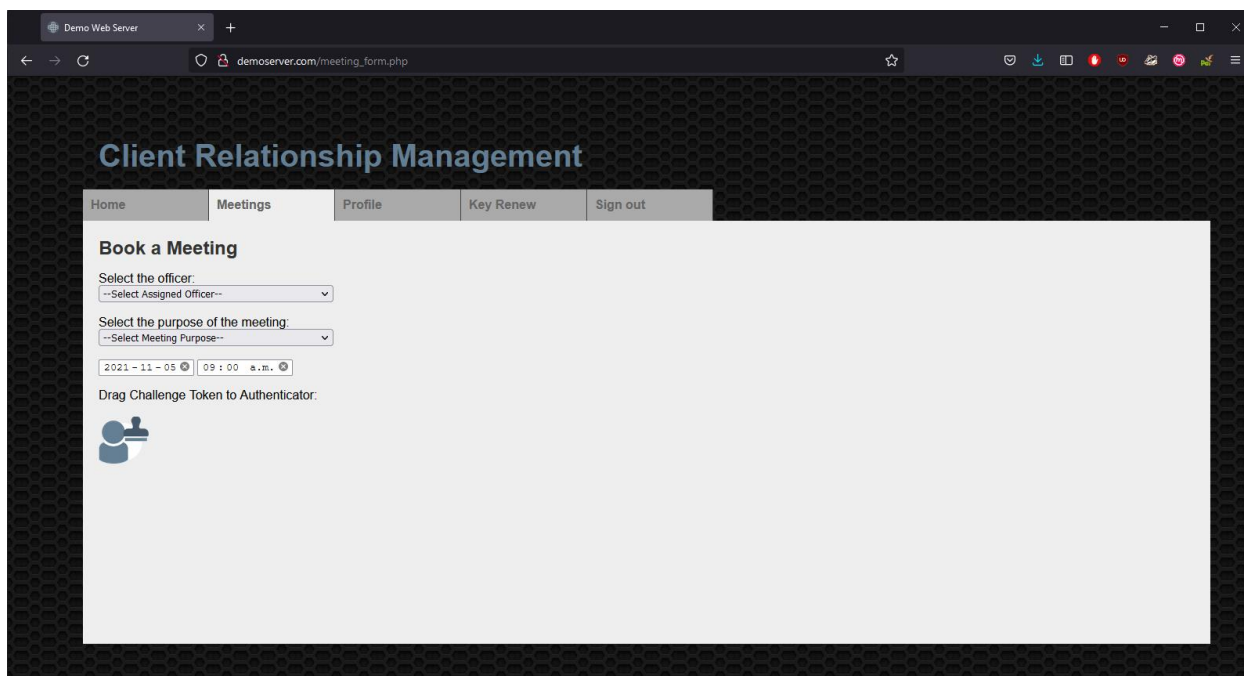 Demo Web Server
demoserver.com/meeting_form.php
Client Relationship Management
Home Meetings Profile Key Renew Sign out
Book a Meeting
Select the officer:
--Select Assigned Officer--
Select the purpose of the meeting:
--Select Meeting Purpose--
2021-11-05 09:00 a.m.
Drag Challenge Token to Authenticator: